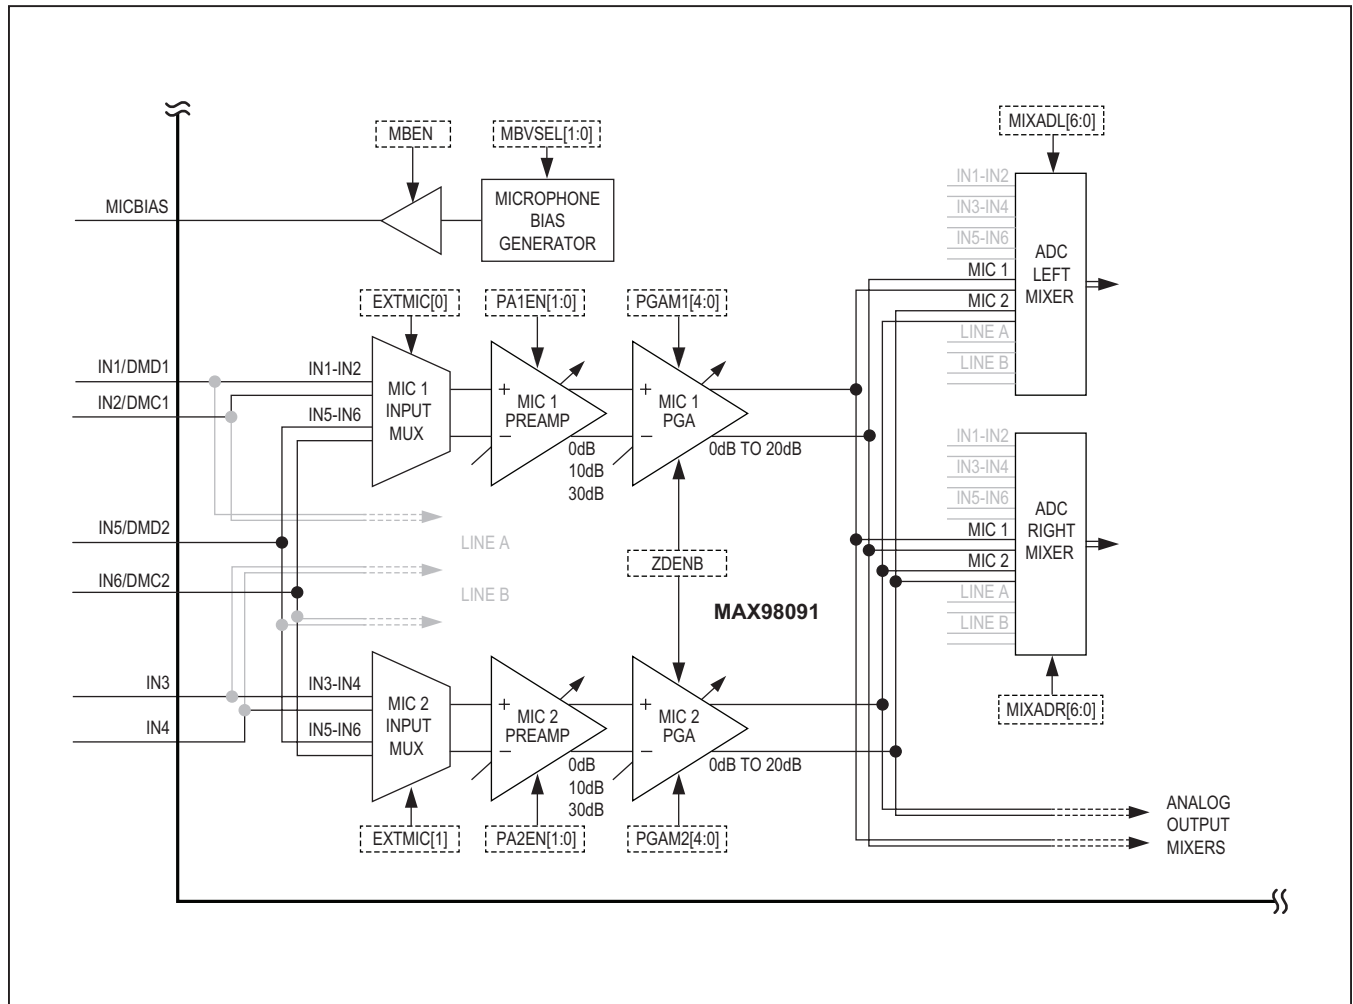 MBEN
MBVSEL[1:0]
MIXADL[6:0]
MICBIAS
MICROPHONE
BIAS
GENERATOR
IN1-IN2
IN3-IN4
IN5-IN6
MIC 1
MIC 2
LINE A
LINE B
ADC
LEFT
MIXER
EXTMIC[0]
PA1EN[1:0]
PGAM1[4:0]
IN1/DMD1
IN2/DMC1
IN1-IN2
IN5-IN6
MIC 1
INPUT
MUX
+
MIC 1
PREAMP
–
0dB
10dB
30dB
+
MIC 1
PGA
–
0dB TO 20dB
IN1-IN2
IN3-IN4
IN5-IN6
MIC 1
MIC 2
LINE A
LINE B
ADC
RIGHT
MIXER
IN5/DMD2
IN6/DMC2
LINE A
LINE B
ZDENB
MAX98091
IN3
IN4
IN3-IN4
IN5-IN6
MIC 2
INPUT
MUX
+
MIC 2
PREAMP
–
0dB
10dB
30dB
+
MIC 2
PGA
–
0dB TO 20dB
MIXADR[6:0]
EXTMIC[1]
PA2EN[1:0]
PGAM2[4:0]
ANALOG
OUTPUT
MIXERS